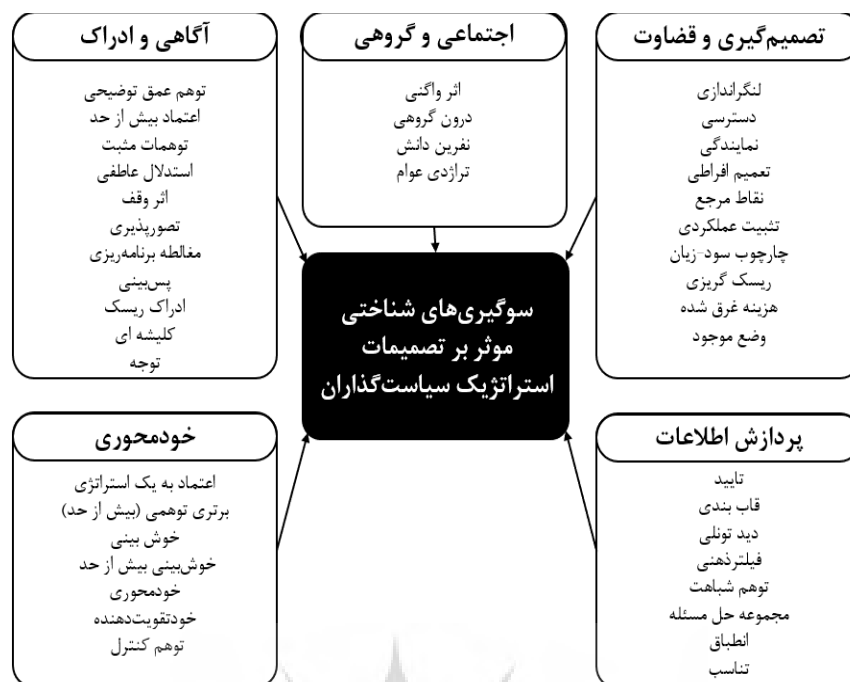 تصمیم‌گیری و قضاوت
لنگراندازی
دسترسی
نمایندگی
تعمیم افراطی
نقاط مرجع
تثبیت عملکردی
چارچوب سود-زیان
ریسک گریزی
هزینه غرق شده
وضع موجود
اجتماعی و گروهی
اثر واگنی
درون گروهی
نفرین دانش
تراژدی عوام
آگاهی و ادراک
توهم عمق توضیحی
اعتماد بیش از حد
توهمات مثبت
استدلال عاطفی
اثر وقف
تصورپذیری
مغالطه برنامه‌ریزی
پس‌بینی
ادراک ریسک
کلیشه ای
توجه
سوگیری‌های شناختی
موثر بر تصمیمات
استراتژیک سیاست‌گذاران
پردازش اطلاعات
تایید
قاب بندی
دید تونلی
فیلترذهنی
توهم شباهت
مجموعه حل مسئله
انطباق
تناسب
خودمحوری
اعتماد به یک استراتژی
برتری توهمی (بیش از حد)
خوش بینی
خوش‌بینی بیش از حد
خودمحوری
خودتقویت‌دهنده
توهم کنترل